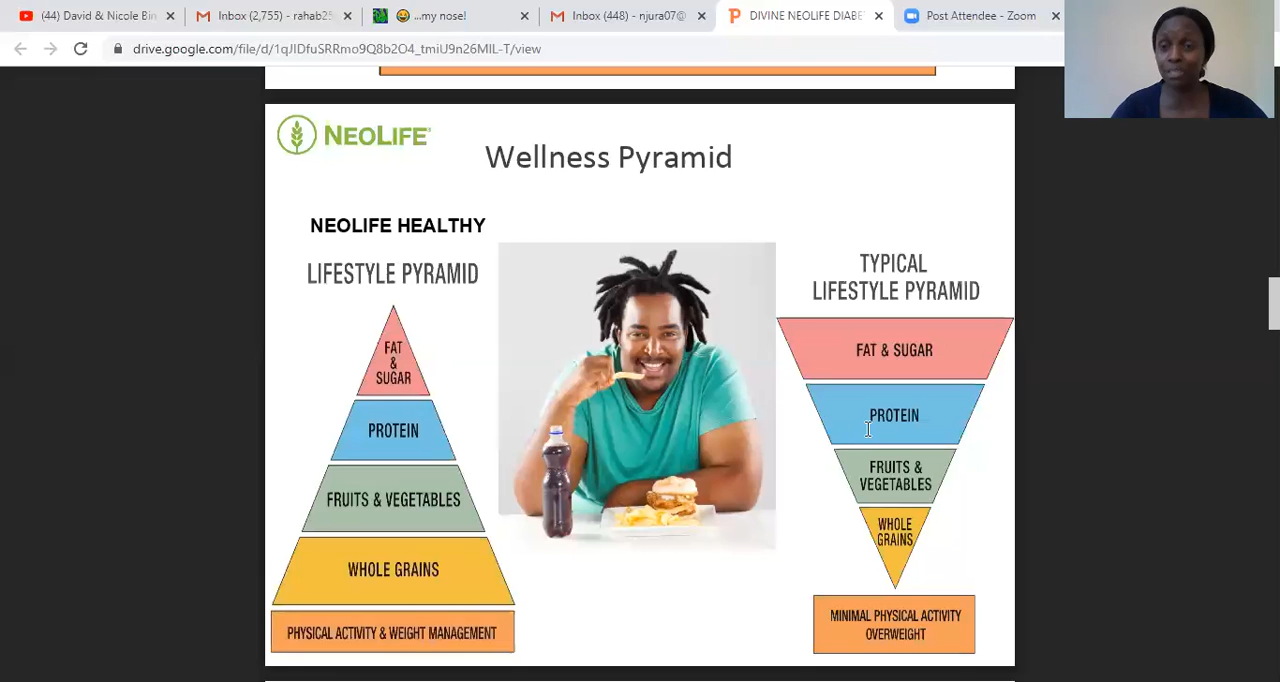 (44) David & Nicole Bin
Inbox (2,755) - rahab25
...my nose!
Inbox (448) - njura07@
DIVINE NEOLIFE DIABE
Post Attendee - Zoom
drive.google.com/file/d/1qJIDfuSRRmo9Q8b2O4_tmiU9n26MIL-T/view
NEOLIFE
Wellness Pyramid
NEOLIFE HEALTHY
LIFESTYLE PYRAMID
FAT
&
SUGAR
PROTEIN
FRUITS & VEGETABLES
WHOLE GRAINS
PHYSICAL ACTIVITY & WEIGHT MANAGEMENT
TYPICAL
LIFESTYLE PYRAMID
FAT & SUGAR
PROTEIN
FRUITS &
VEGETABLES
WHOLE
GRAINS
MINIMAL PHYSICAL ACTIVITY
OVERWEIGHT